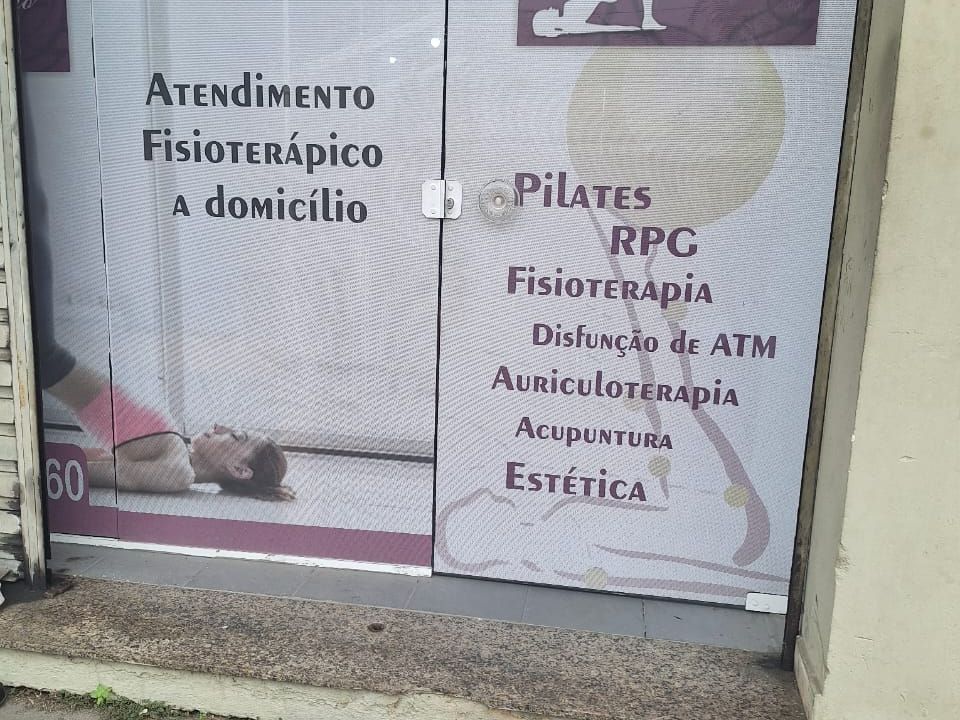 Atendimento
Fisioterápico
a domicílio
60
Pilates
RPG
Fisioterapia
Disfunção de ATM
Auriculoterapia
Acupuntura
Estética